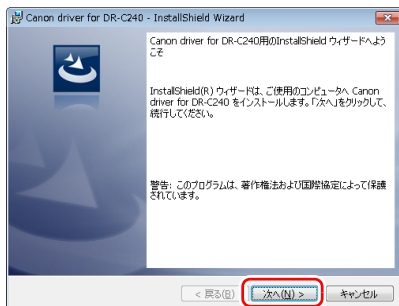 Canon driver for DR-C240 - InstallShield Wizard
Canon driver for DR-C240用のInstallShield ウィザードへよう
こそ
InstallShield(R) ウィザードは、ご使用のコンピュータへ Canon
driver for DR-C240 をインストールします。「次へ」をクリックして、
続行してください。
警告: このプログラムは、著作権法および国際協定によって保護
されています。
< 戻る(B)
次へ(N) >
キャンセル